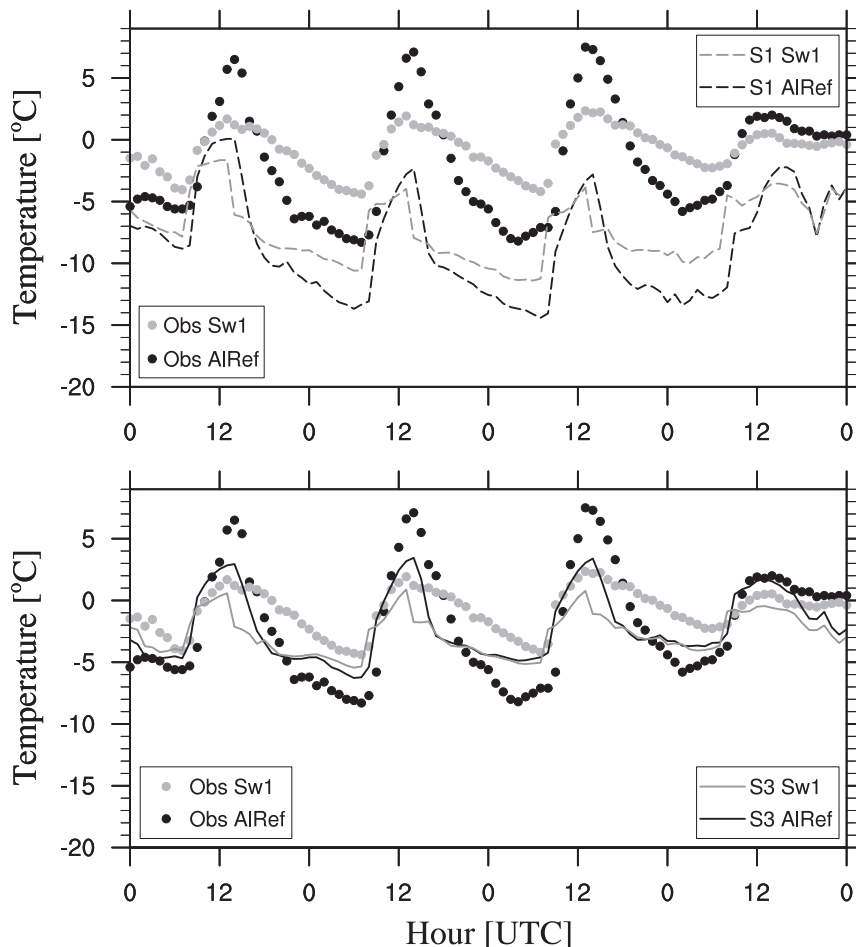 S1 Sw1
S1 AlRef
5
0
-5
-10
-15
-20
Temperature [ºC]
Obs Sw1
Obs AlRef
0 12 0 12 0 12 0 12 0
5
0
-5
-10
-15
-20
Temperature [ºC]
Obs Sw1
Obs AlRef
S3 Sw1
S3 AlRef
0 12 0 12 0 12 0 12 0
Hour [UTC]